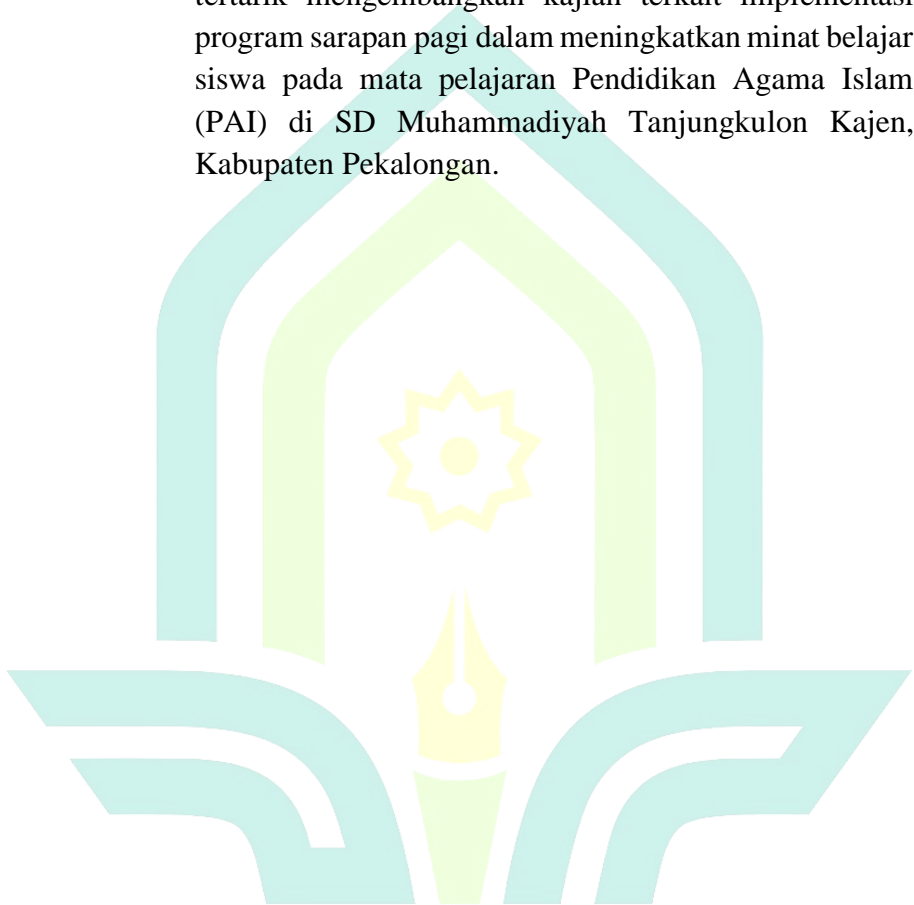 tertarik mengembangkan kajian terkait implementasi
program sarapan pagi dalam meningkatkan minat belajar
siswa pada mata pelajaran Pendidikan Agama Islam
(PAI) di SD Muhammadiyah Tanjungkulon Kajen,
Kabupaten Pekalongan.